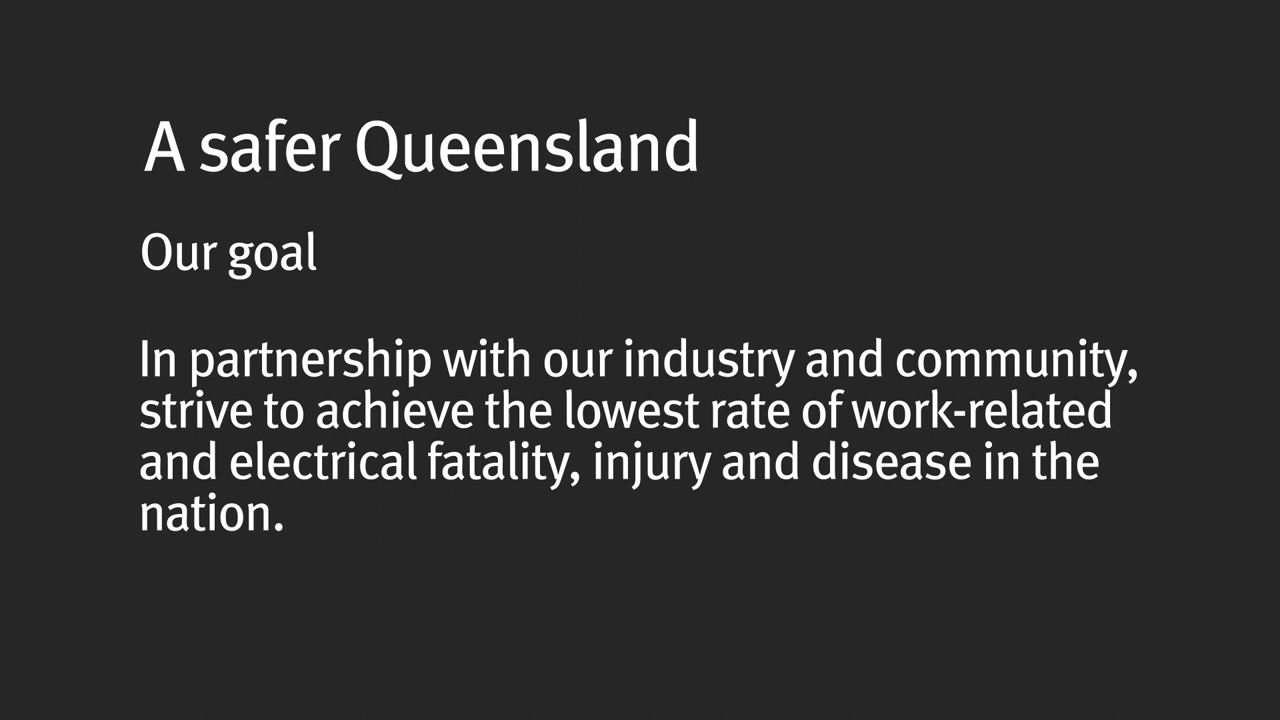 A safer Queensland
Our goal
In partnership with our industry and community,
strive to achieve the lowest rate of work-related
and electrical fatality, injury and disease in the
nation.